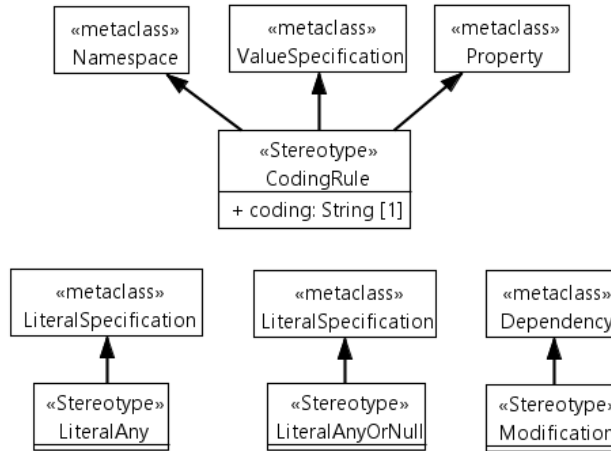 «metaclass»
Namespace
«metaclass»
ValueSpecification
«metaclass»
Property
«Stereotype»
CodingRule
+ coding: String [1]
«metaclass»
LiteralSpecification
«metaclass»
LiteralSpecification
«metaclass»
Dependency
«Stereotype»
LiteralAny
«Stereotype»
LiteralAnyOrNull
«Stereotype»
Modification